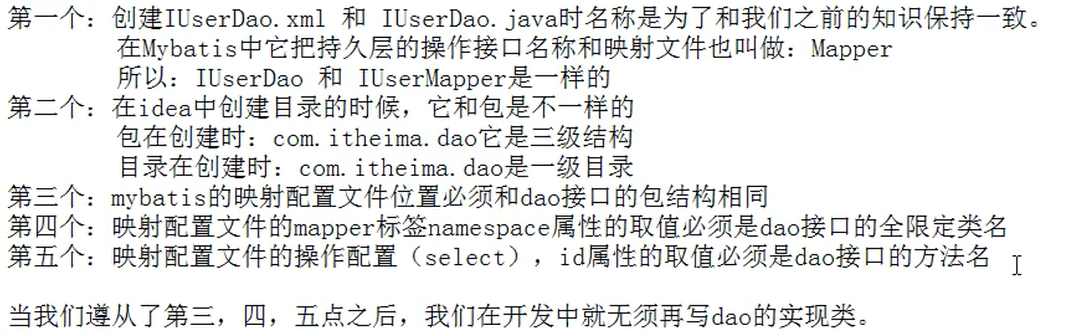 第一个：创建IUserDao.xml 和 IUserDao.java时名称是为了和我们之前的知识保持一致。
在Mybatis中它把持久层的操作接口名称和映射文件也叫做：Mapper
所以：IUserDao 和 IUserMapper是一样的
第二个：在idea中创建目录的时候，它和包是不一样的
包在创建时：com.itheima.dao它是三级结构
目录在创建时：com.itheima.dao是一级目录
第三个：mybatis的映射配置文件位置必须和dao接口的包结构相同
第四个：映射配置文件的mapper标签namespace属性的取值必须是dao接口的全限定类名
第五个：映射配置文件的操作配置（select），id属性的取值必须是dao接口的方法名
当我们遵从了第三，四，五点之后，我们在开发中就无须再写dao的实现类。